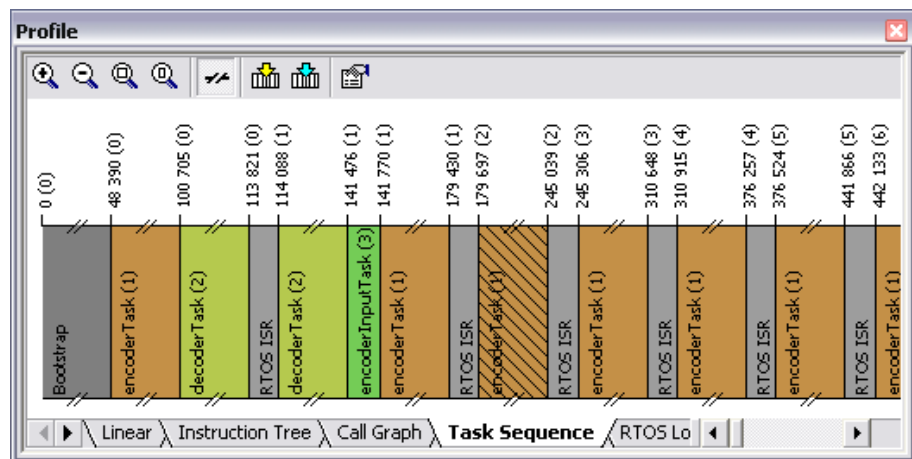 Profile
0 (0)
48 390 (0)
100 705 (0)
113 821 (0)
114 088 (1)
141 476 (1)
141 770 (1)
179 430 (1)
179 697 (2)
245 039 (2)
245 306 (3)
310 648 (3)
310 915 (4)
376 257 (4)
376 524 (5)
441 866 (5)
442 133 (6)
Bootstrap
encoderTask (1)
decoderTask (2)
RTOS ISR
decoderTask (2)
encoderInputTask (3)
encoderTask (1)
RTOS ISR
encoderTask (1)
RTOS ISR
encoderTask (1)
RTOS ISR
encoderTask (1)
RTOS ISR
encoderTask (1)
RTOS ISR
encoderTask (1)
Linear
Instruction Tree
Call Graph
Task Sequence
RTOS Lo